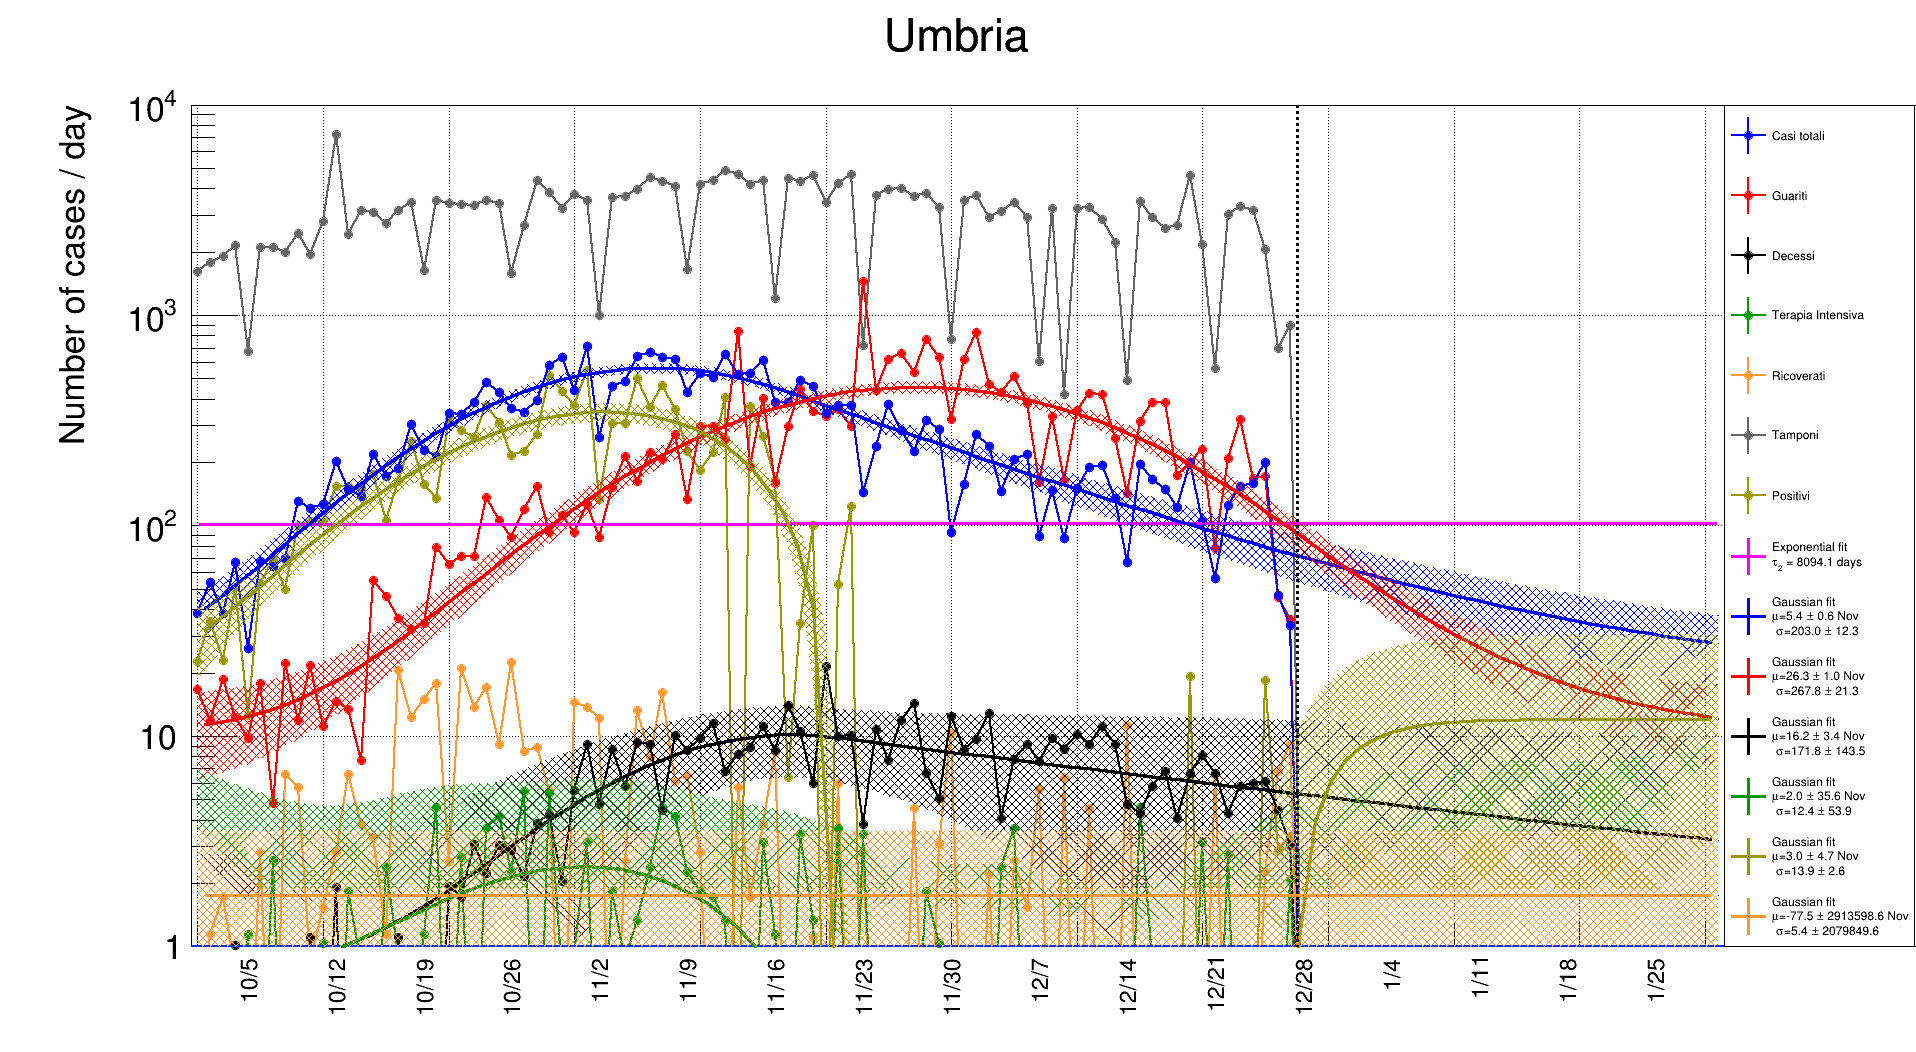 Umbria
Number of cases / day
10^4
10^3
10^2
10
1
10/5
10/12
10/19
10/26
11/2
11/9
11/16
11/23
11/30
12/7
12/14
12/21
12/28
1/4
1/11
1/18
1/25
Casi totali
Guariti
Decessi
Terapia Intensiva
Ricoverati
Tamponi
Positivi
Exponential fit
τ_2 = 8094.1 days
Gaussian fit
μ=5.4 ± 0.6 Nov
σ=203.0 ± 12.3
Gaussian fit
μ=26.3 ± 1.0 Nov
σ=267.8 ± 21.3
Gaussian fit
μ=16.2 ± 3.4 Nov
σ=171.8 ± 143.5
Gaussian fit
μ=2.0 ± 35.6 Nov
σ=12.4 ± 53.9
Gaussian fit
μ=3.0 ± 4.7 Nov
σ=13.9 ± 2.6
Gaussian fit
μ=-77.5 ± 2913598.6 Nov
σ=5.4 ± 2079849.6